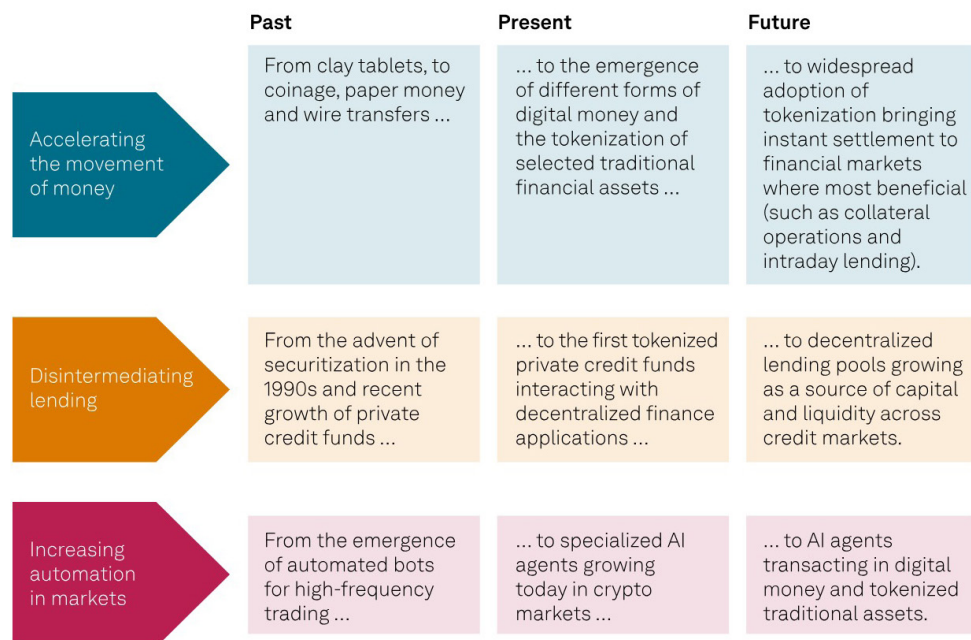 Past
Present
Future
Accelerating
the movement
of money
From clay tablets, to
coinage, paper money
and wire transfers ...
... to the emergence
of different forms of
digital money and
the tokenization of
selected traditional
financial assets ...
... to widespread
adoption of
tokenization bringing
instant settlement to
financial markets
where most beneficial
(such as collateral
operations and
intraday lending).
Disintermediating
lending
From the advent of
securitization in the
1990s and recent
growth of private
credit funds ...
... to the first tokenized
private credit funds
interacting with
decentralized finance
applications ...
... to decentralized
lending pools growing
as a source of capital
and liquidity across
credit markets.
Increasing
automation
in markets
From the emergence
of automated bots
for high-frequency
trading ...
... to specialized AI
agents growing
today in crypto
markets ...
... to AI agents
transacting in digital
money and tokenized
traditional assets.